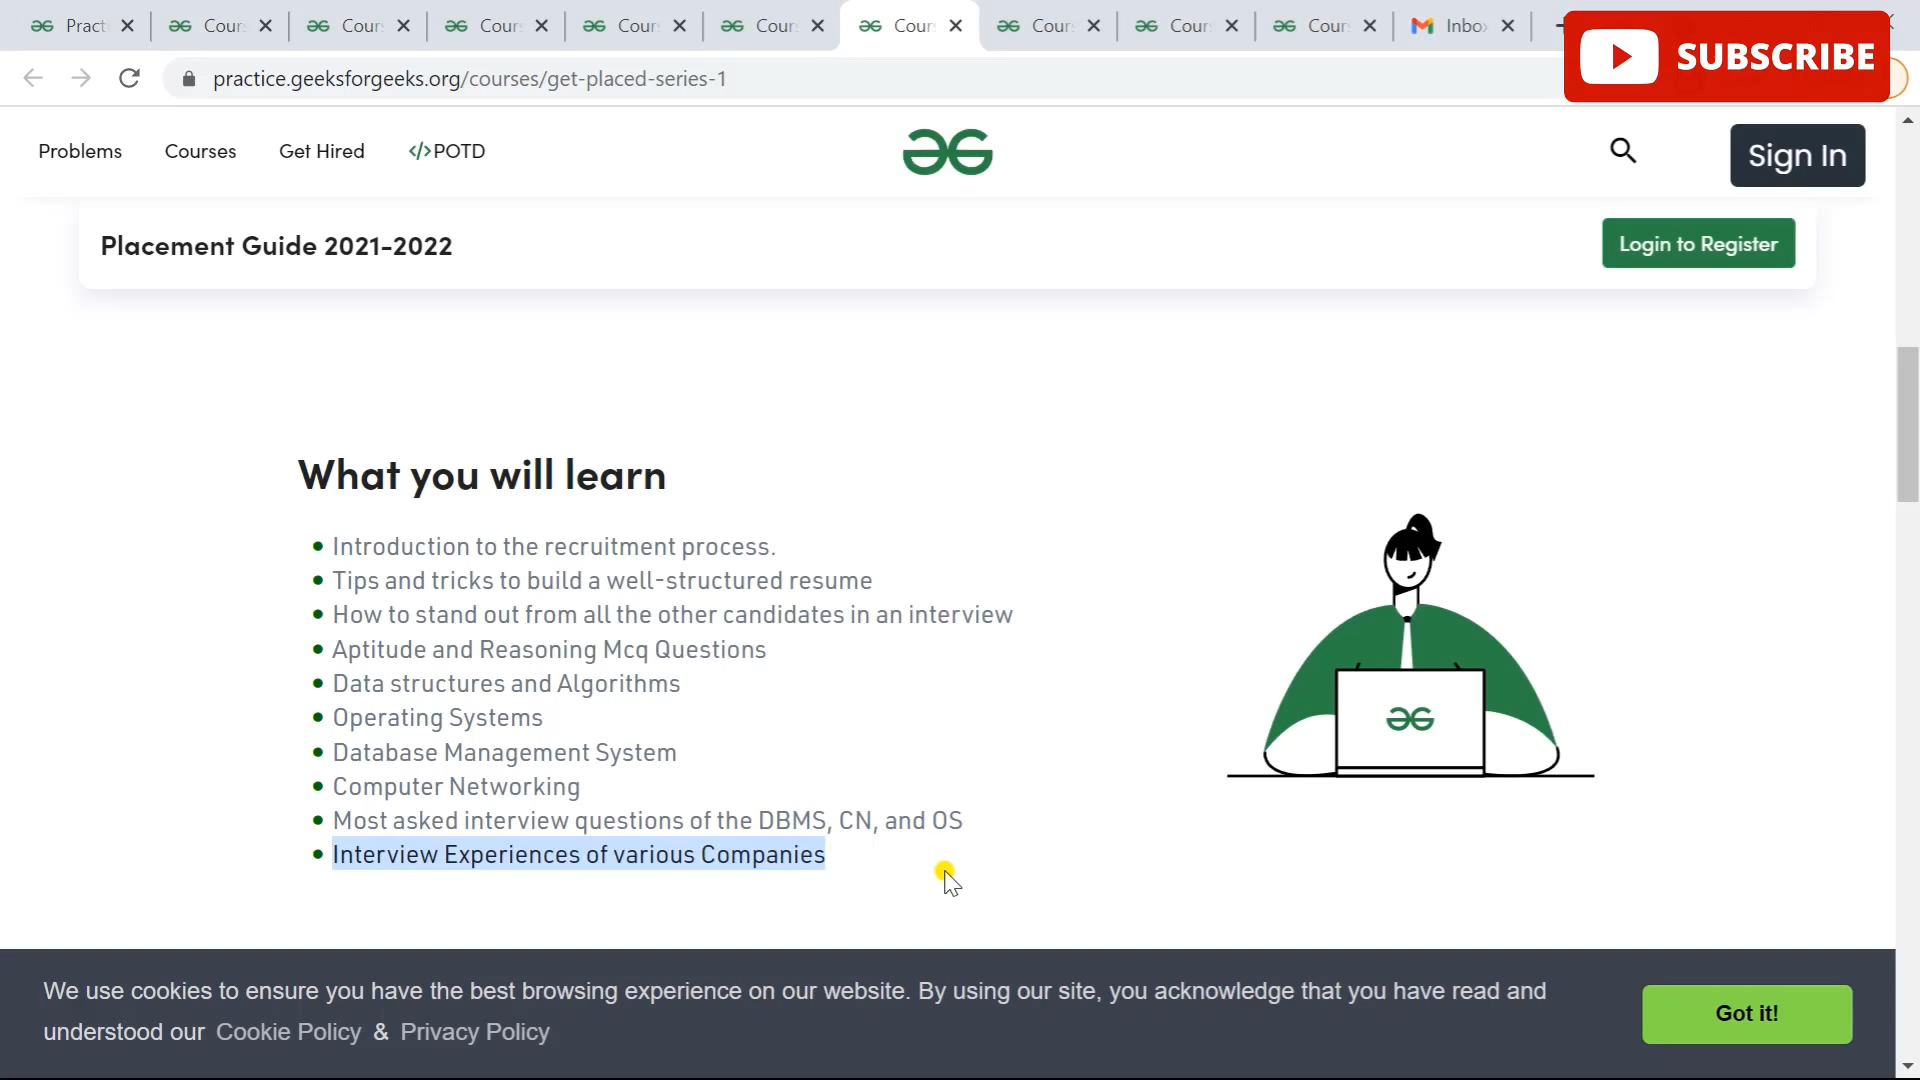 Pract
Cour
Cour
Cour
Cour
Cour
Cour
Cour
Cour
Cour
Inbo
SUBSCRIBE
practice.geeksforgeeks.org/courses/get-placed-series-1
Problems Courses Get Hired </>POTD
Sign In
Placement Guide 2021-2022
Login to Register
What you will learn
Introduction to the recruitment process.
Tips and tricks to build a well-structured resume
How to stand out from all the other candidates in an interview
Aptitude and Reasoning Mcq Questions
Data structures and Algorithms
Operating Systems
Database Management System
Computer Networking
Most asked interview questions of the DBMS, CN, and OS
Interview Experiences of various Companies
We use cookies to ensure you have the best browsing experience on our website. By using our site, you acknowledge that you have read and
understood our Cookie Policy & Privacy Policy
Got it!